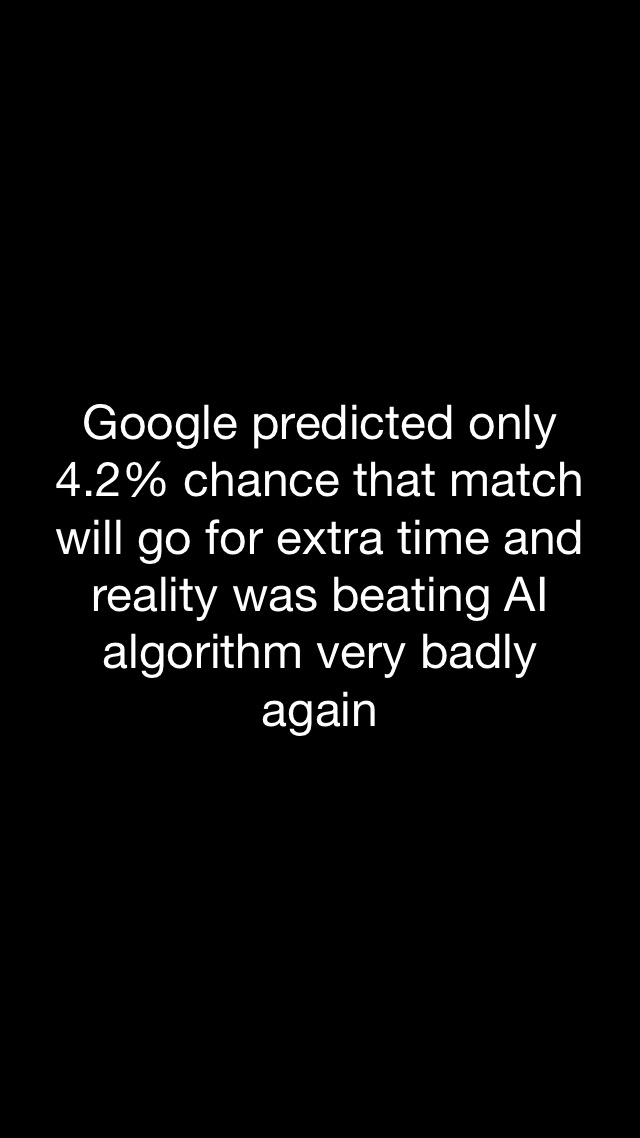 Google predicted only
4.2% chance that match
will go for extra time and
reality was beating AI
algorithm very badly
again